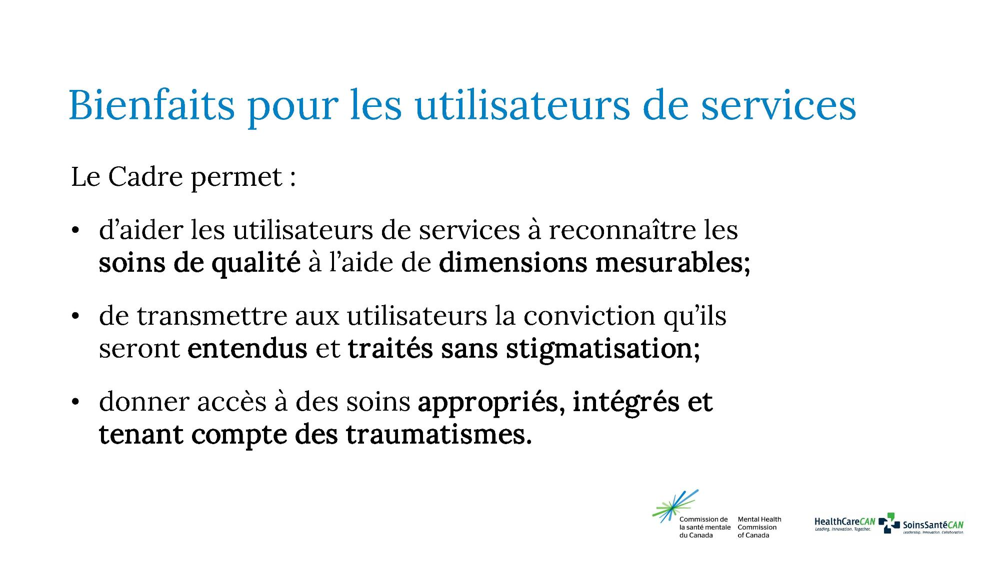 Bienfaits pour les utilisateurs de services
Le Cadre permet :
• d’aider les utilisateurs de services à reconnaître les
soins de qualité à l’aide de dimensions mesurables;
• de transmettre aux utilisateurs la conviction qu’ils
seront entendus et traités sans stigmatisation;
• donner accès à des soins appropriés, intégrés et
tenant compte des traumatismes.
Commission de
la santé mentale
du Canada
Mental Health
Commission
of Canada
HealthCareCAN
Leading. Innovation. Together.
SoinsSantéCAN
Leadership. Innovation. Collaboration.